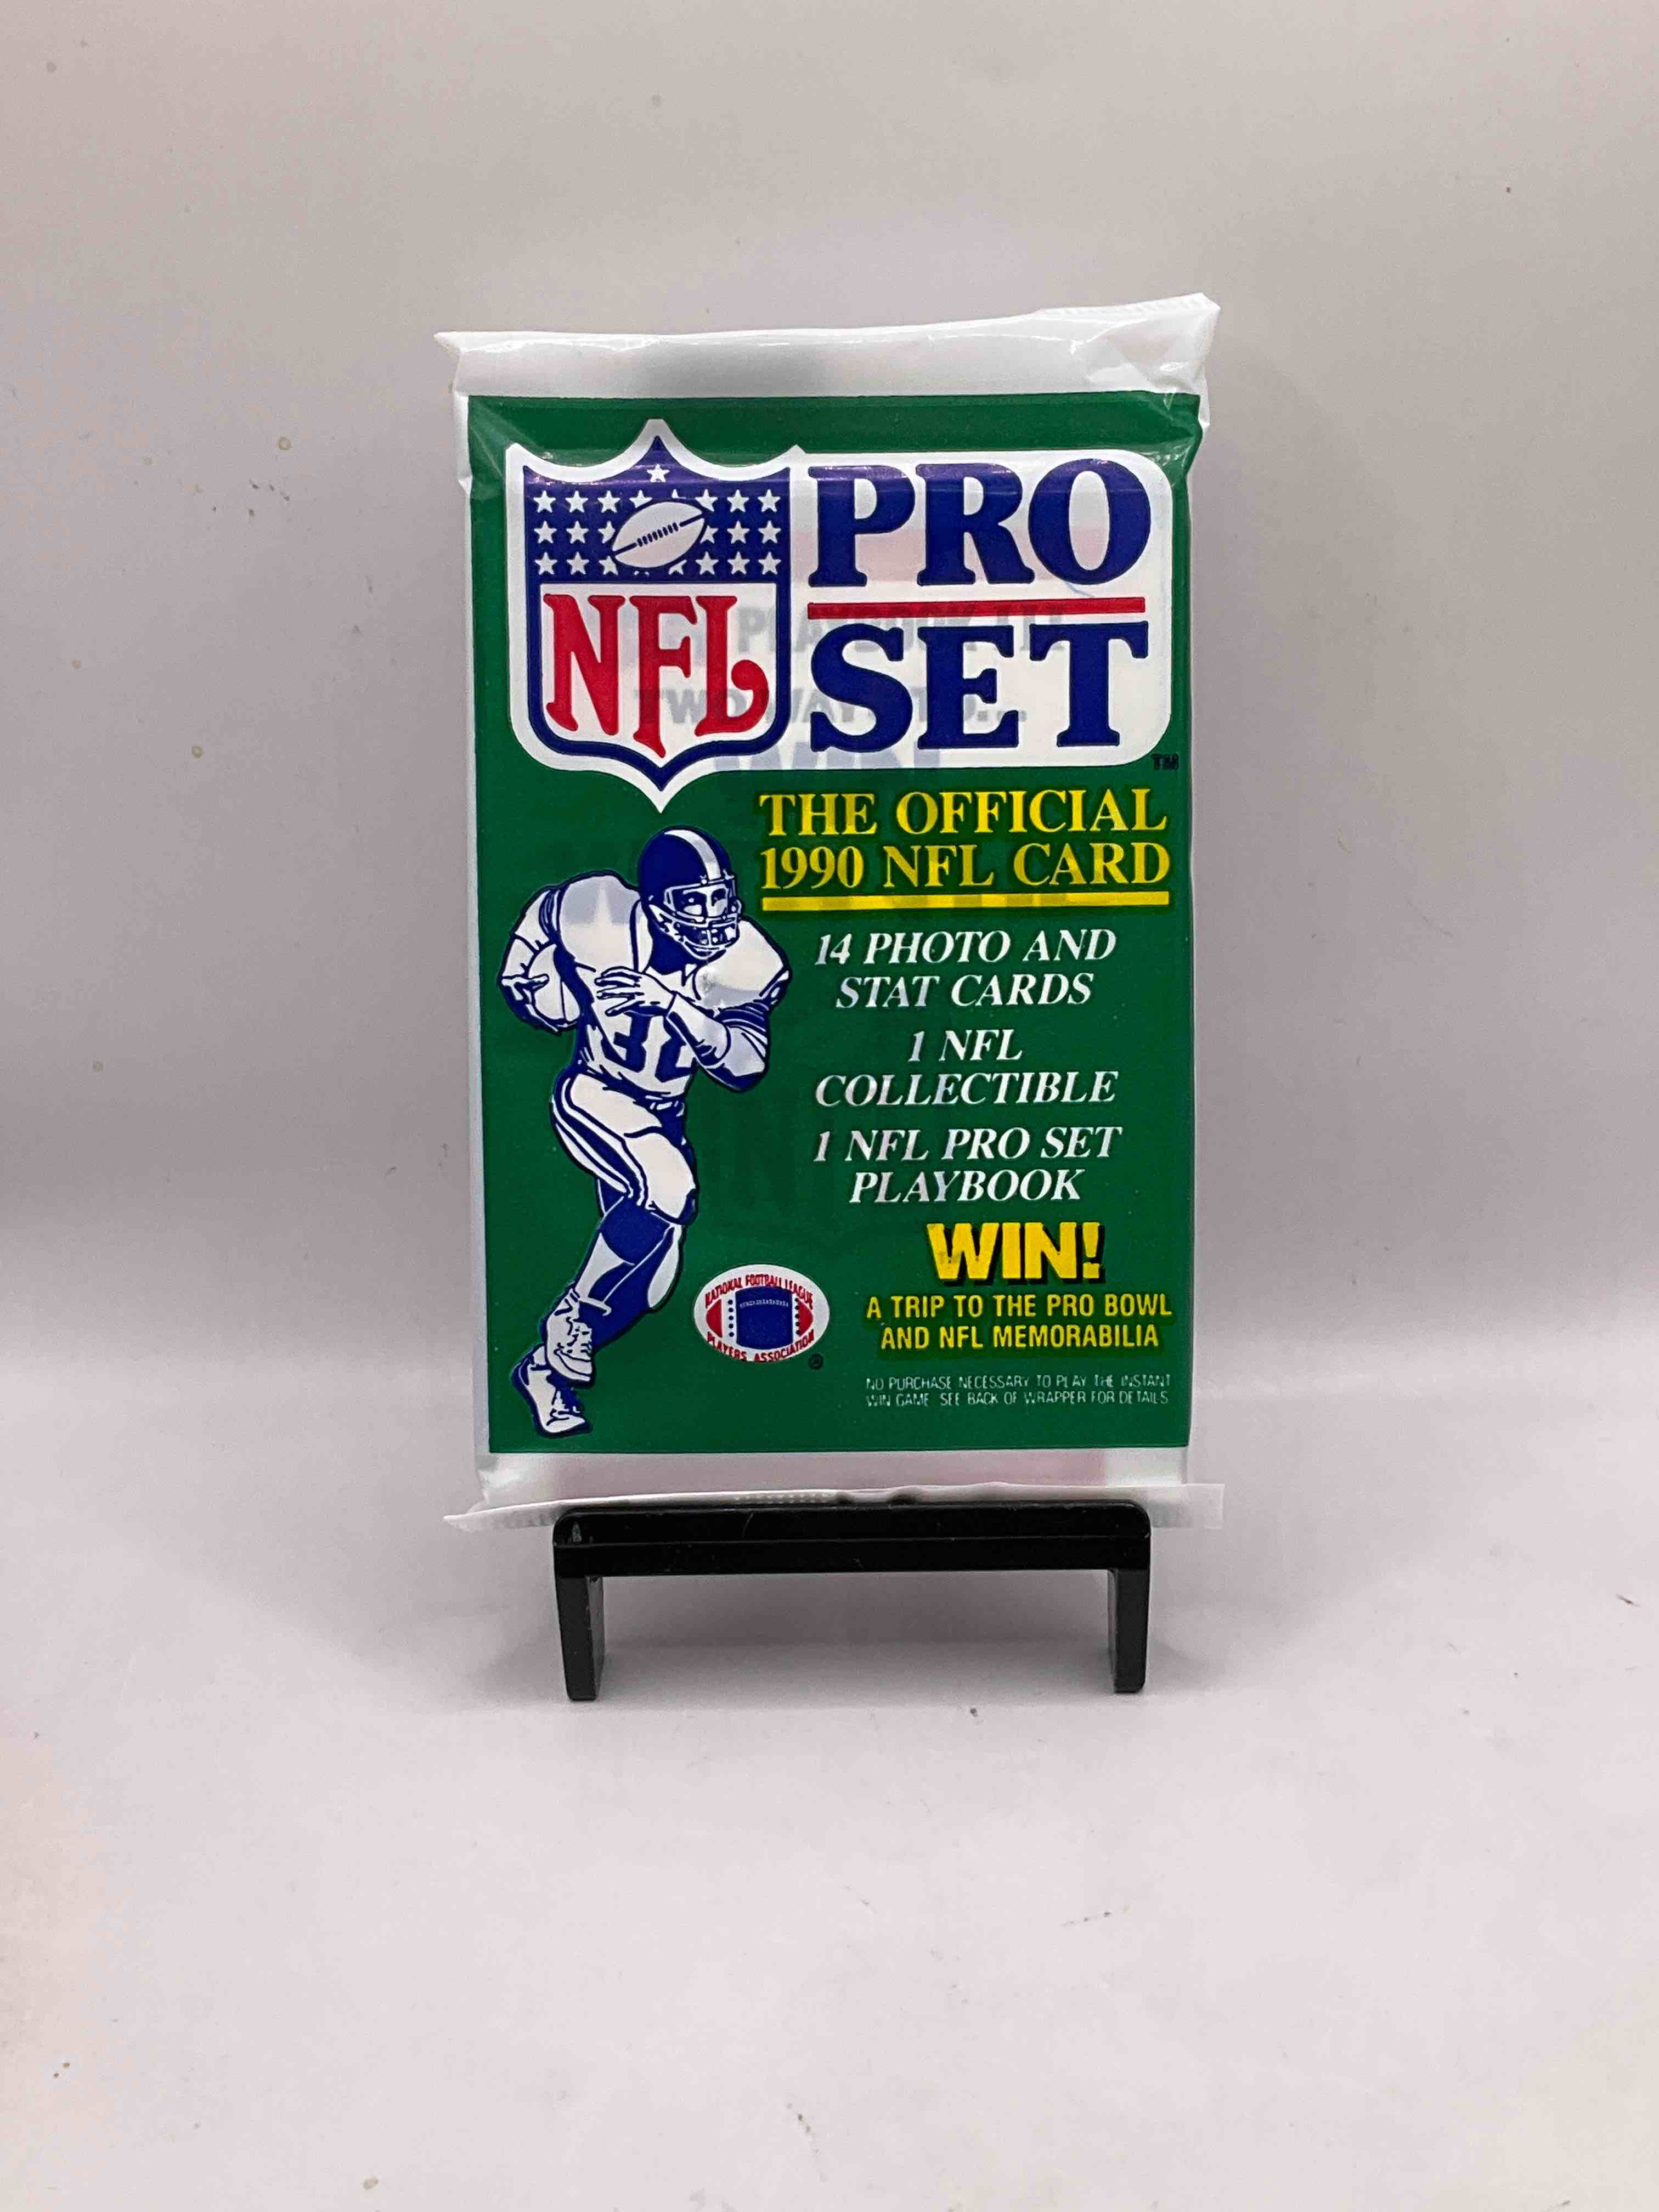 NFL
PRO
SET
TM
PLAYBOOK III
THE OFFICIAL
1990 NFL CARD
14 PHOTO AND
STAT CARDS
1 NFL
COLLECTIBLE
1 NFL PRO SET
PLAYBOOK
WIN!
A TRIP TO THE PRO BOWL
AND NFL MEMORABILIA
NO PURCHASE NECESSARY TO PLAY THE INSTANT
WIN GAME. SEE BACK OF WRAPPER FOR DETAILS
NATIONAL FOOTBALL LEAGUE
PLAYERS ASSOCIATION
®